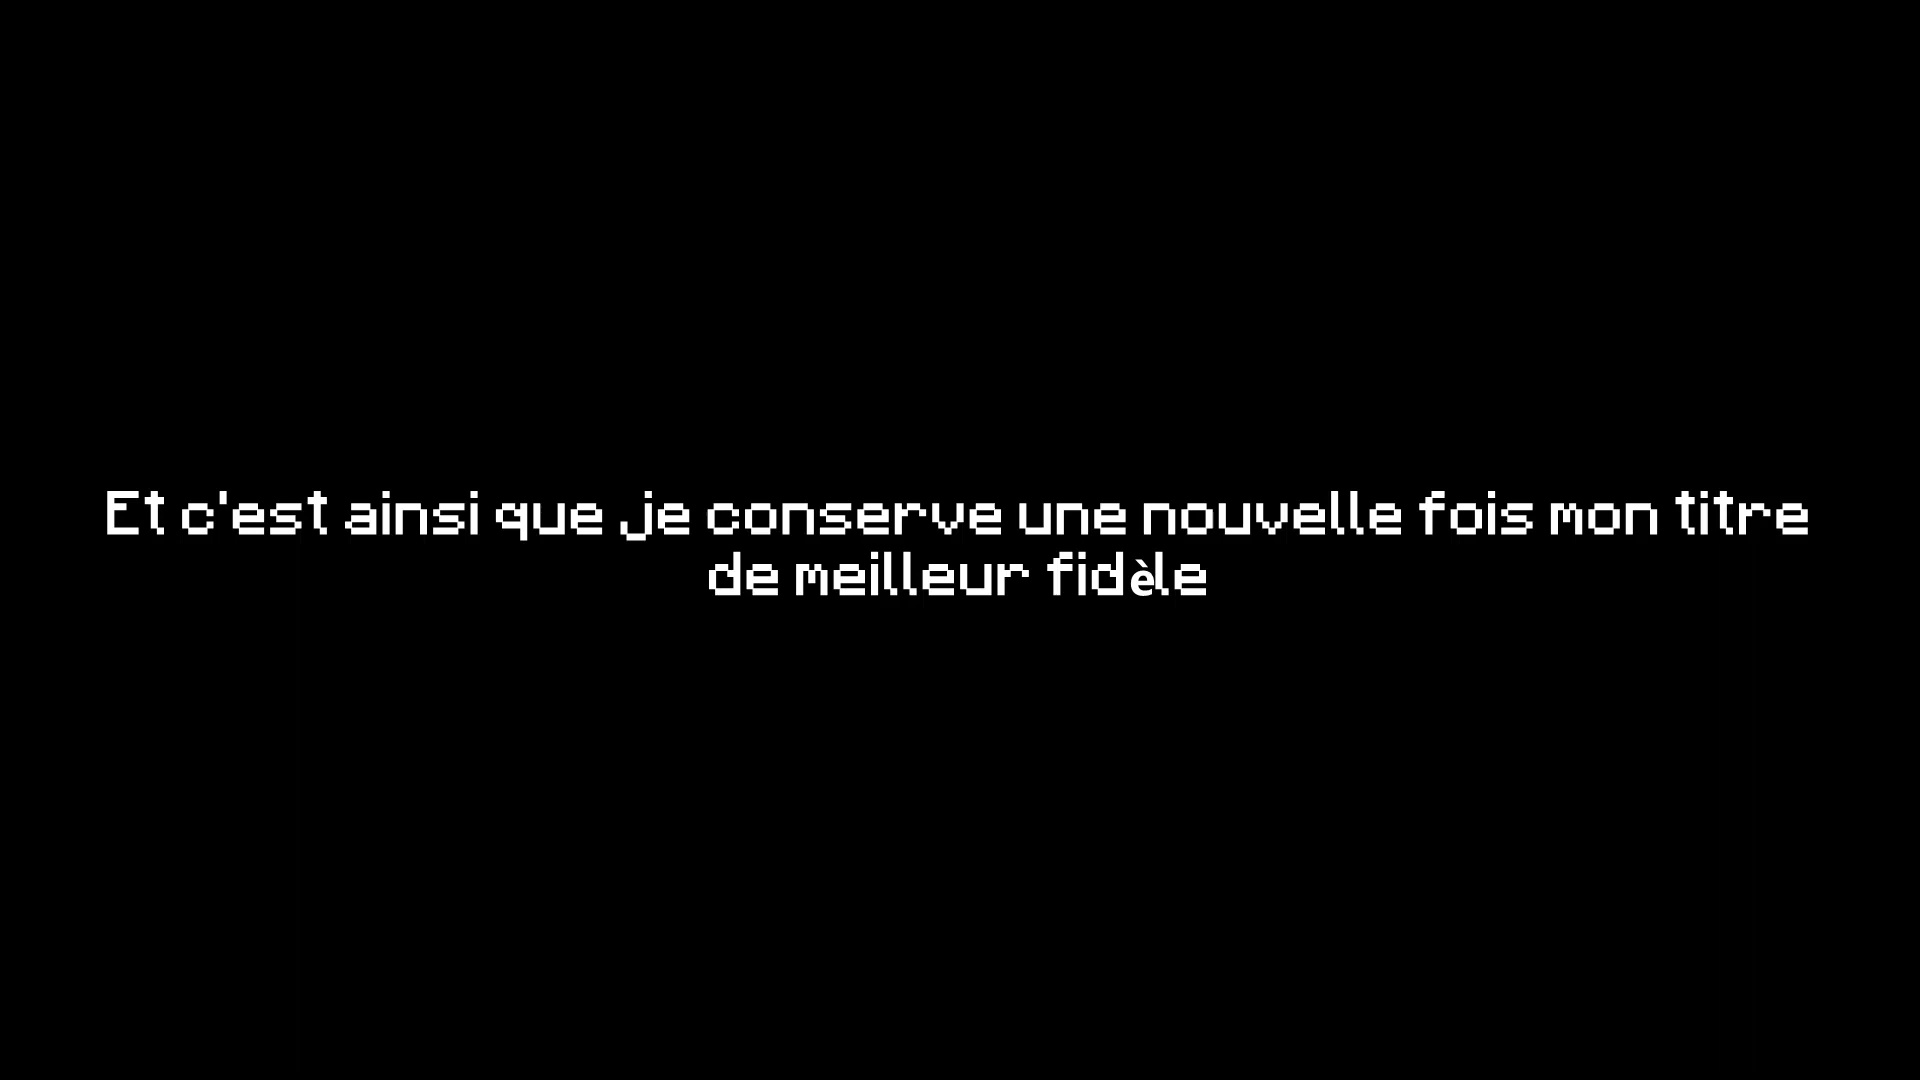 Et c'est ainsi que je conserve une nouvelle fois mon titre
de meilleur fidèle